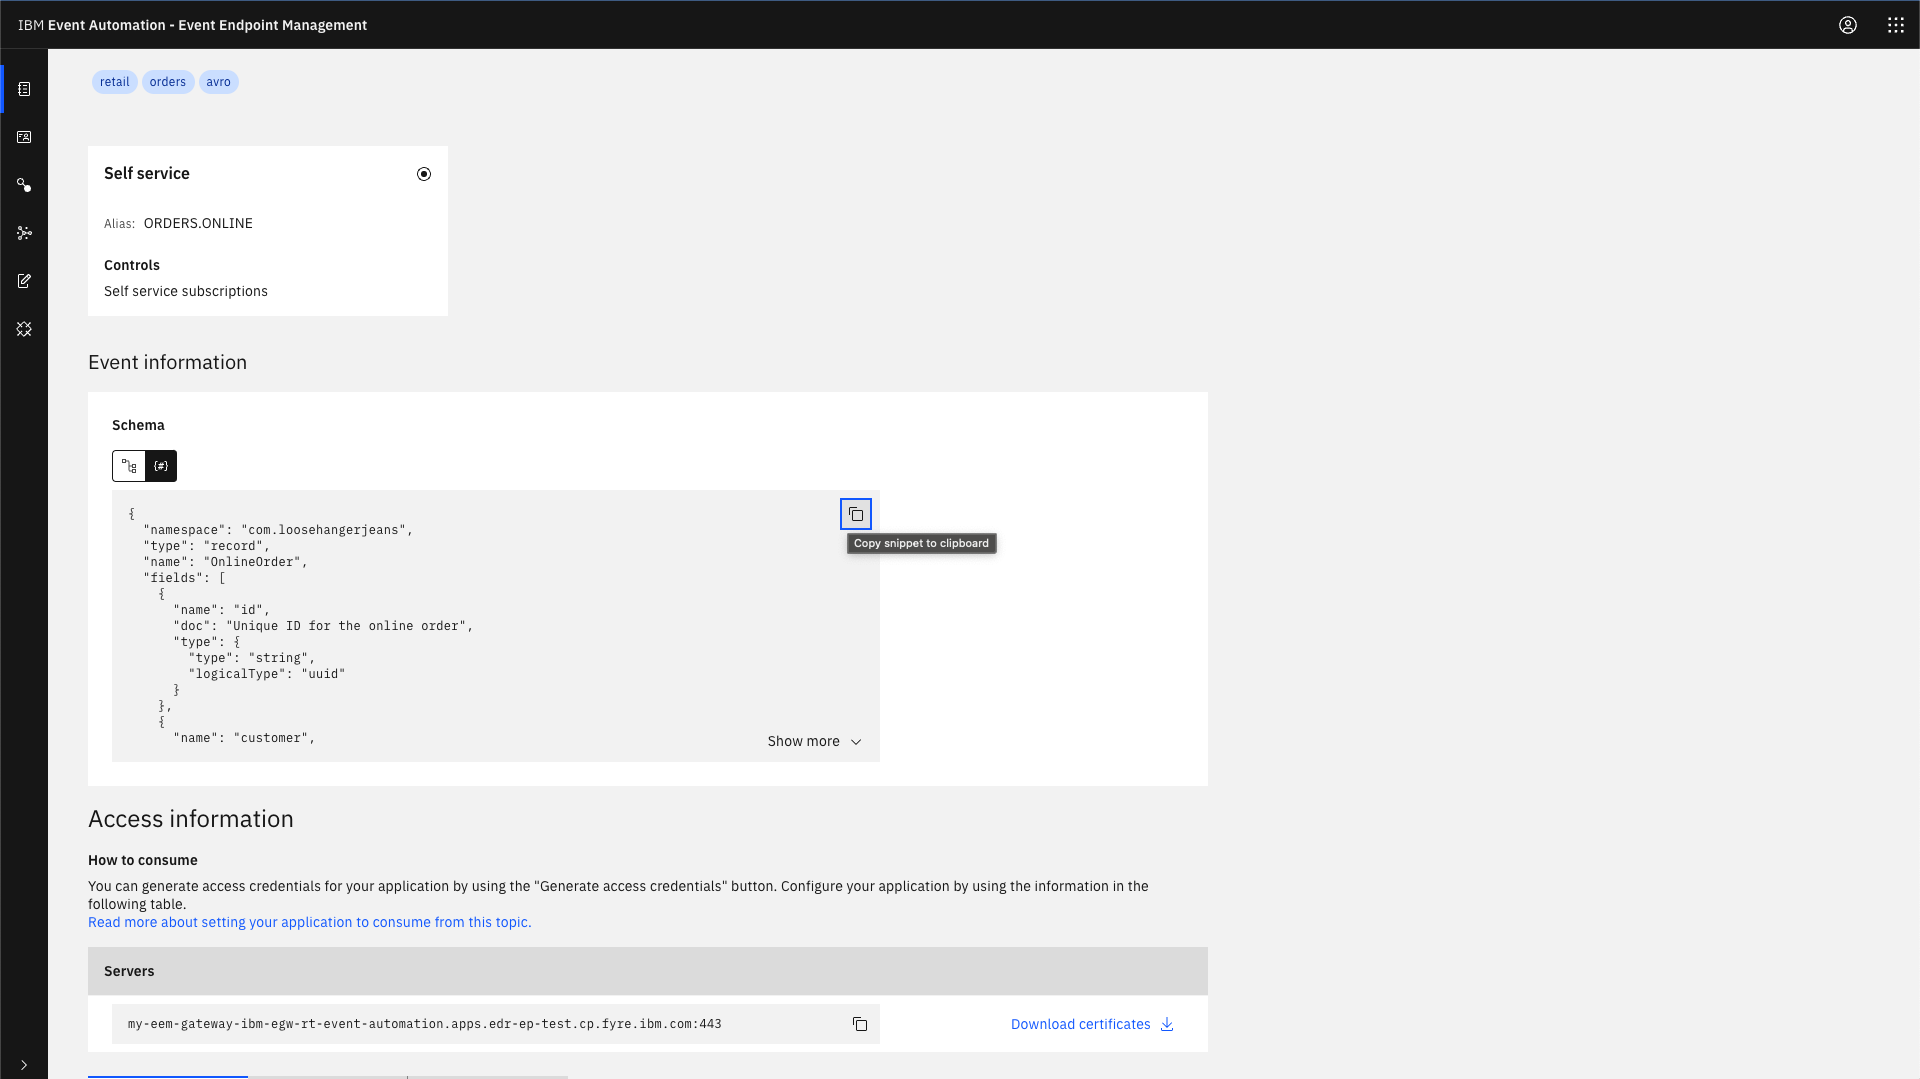 IBM Event Automation - Event Endpoint Management
retail orders avro
Self service
Alias: ORDERS.ONLINE
Controls
Self service subscriptions
Event information
Schema
{#}
{
  "namespace": "com.loosehangerjeans",
  "type": "record",
  "name": "OnlineOrder",
  "fields": [
    {
      "name": "id",
      "doc": "Unique ID for the online order",
      "type": {
        "type": "string",
        "logicalType": "uuid"
      }
    },
    {
      "name": "customer",
Copy snippet to clipboard
Show more
Access information
How to consume
You can generate access credentials for your application by using the "Generate access credentials" button. Configure your application by using the information in the
following table.
Read more about setting your application to consume from this topic.
Servers
my-eem-gateway-ibm-egw-rt-event-automation.apps.edr-ep-test.cp.fyre.ibm.com:443
Download certificates